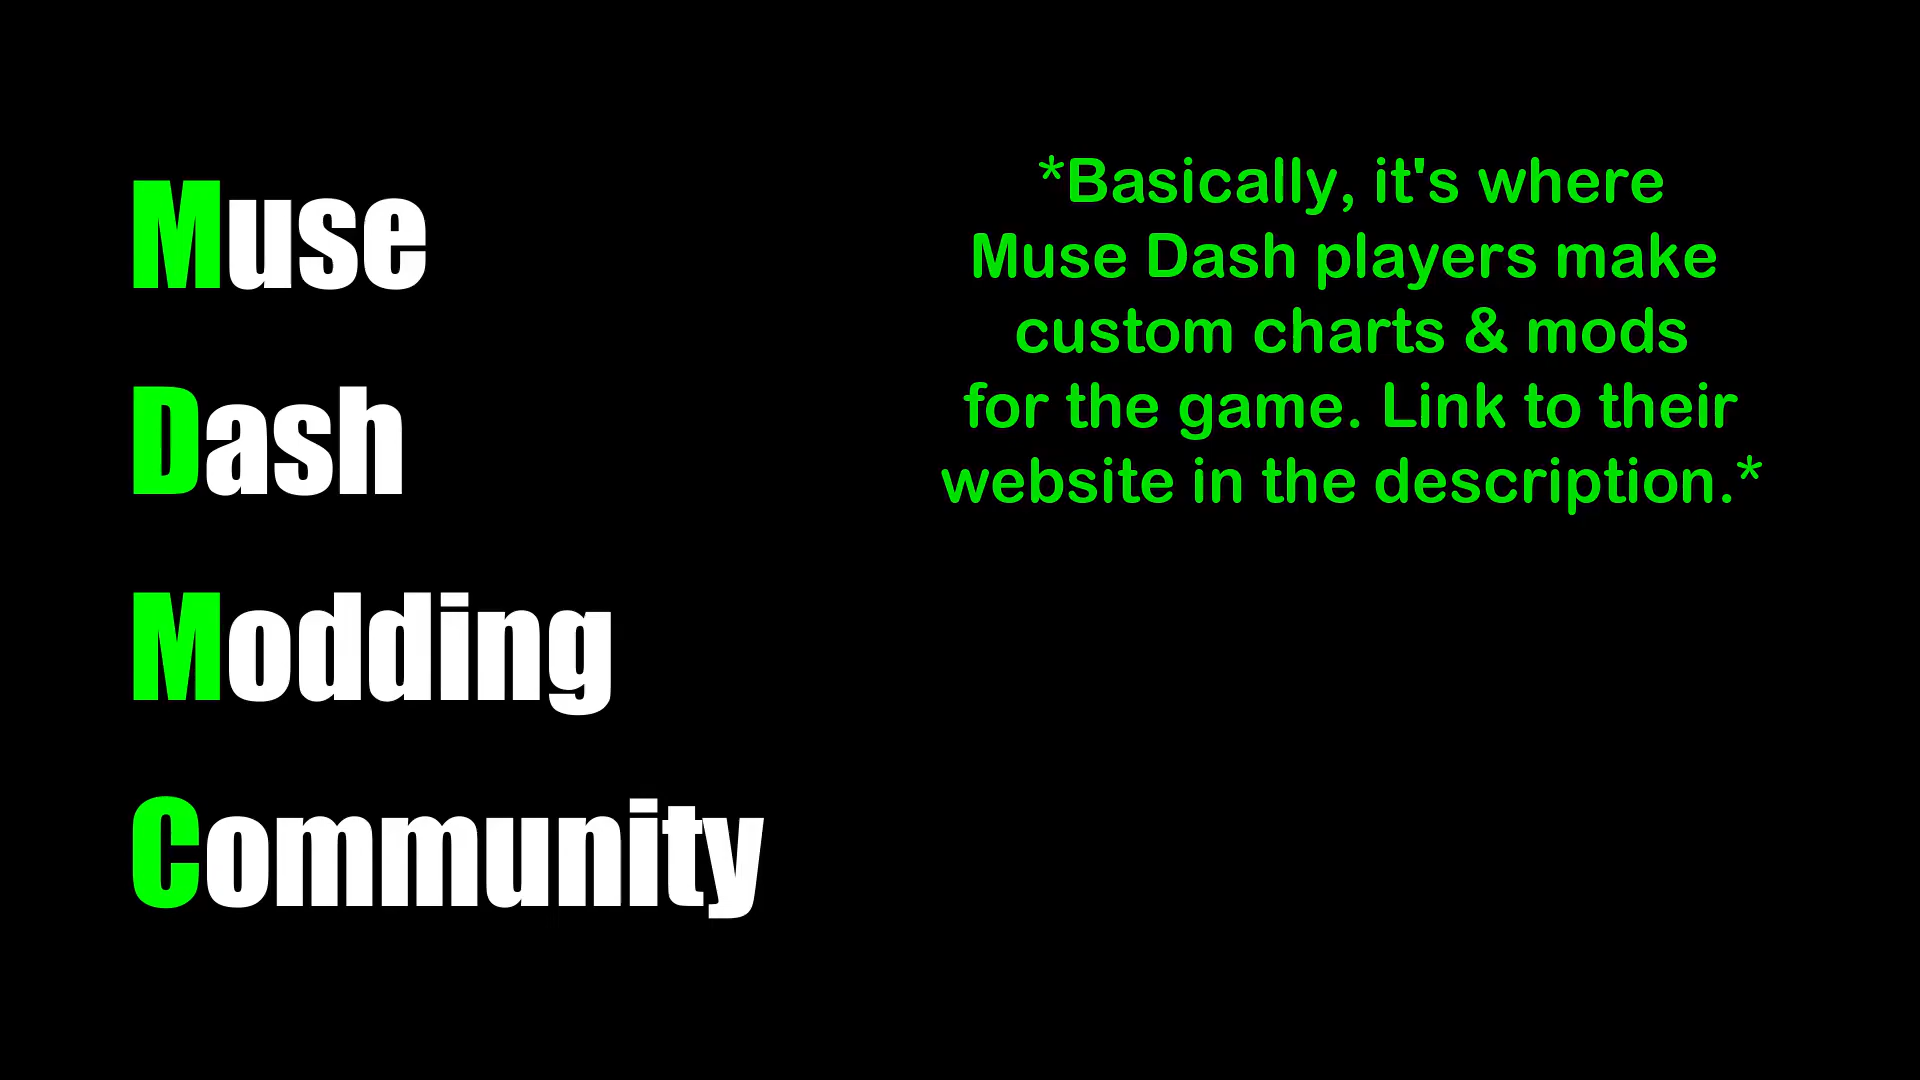 Muse
Dash
Modding
Community
*Basically, it's where
Muse Dash players make
custom charts & mods
for the game. Link to their
website in the description.*